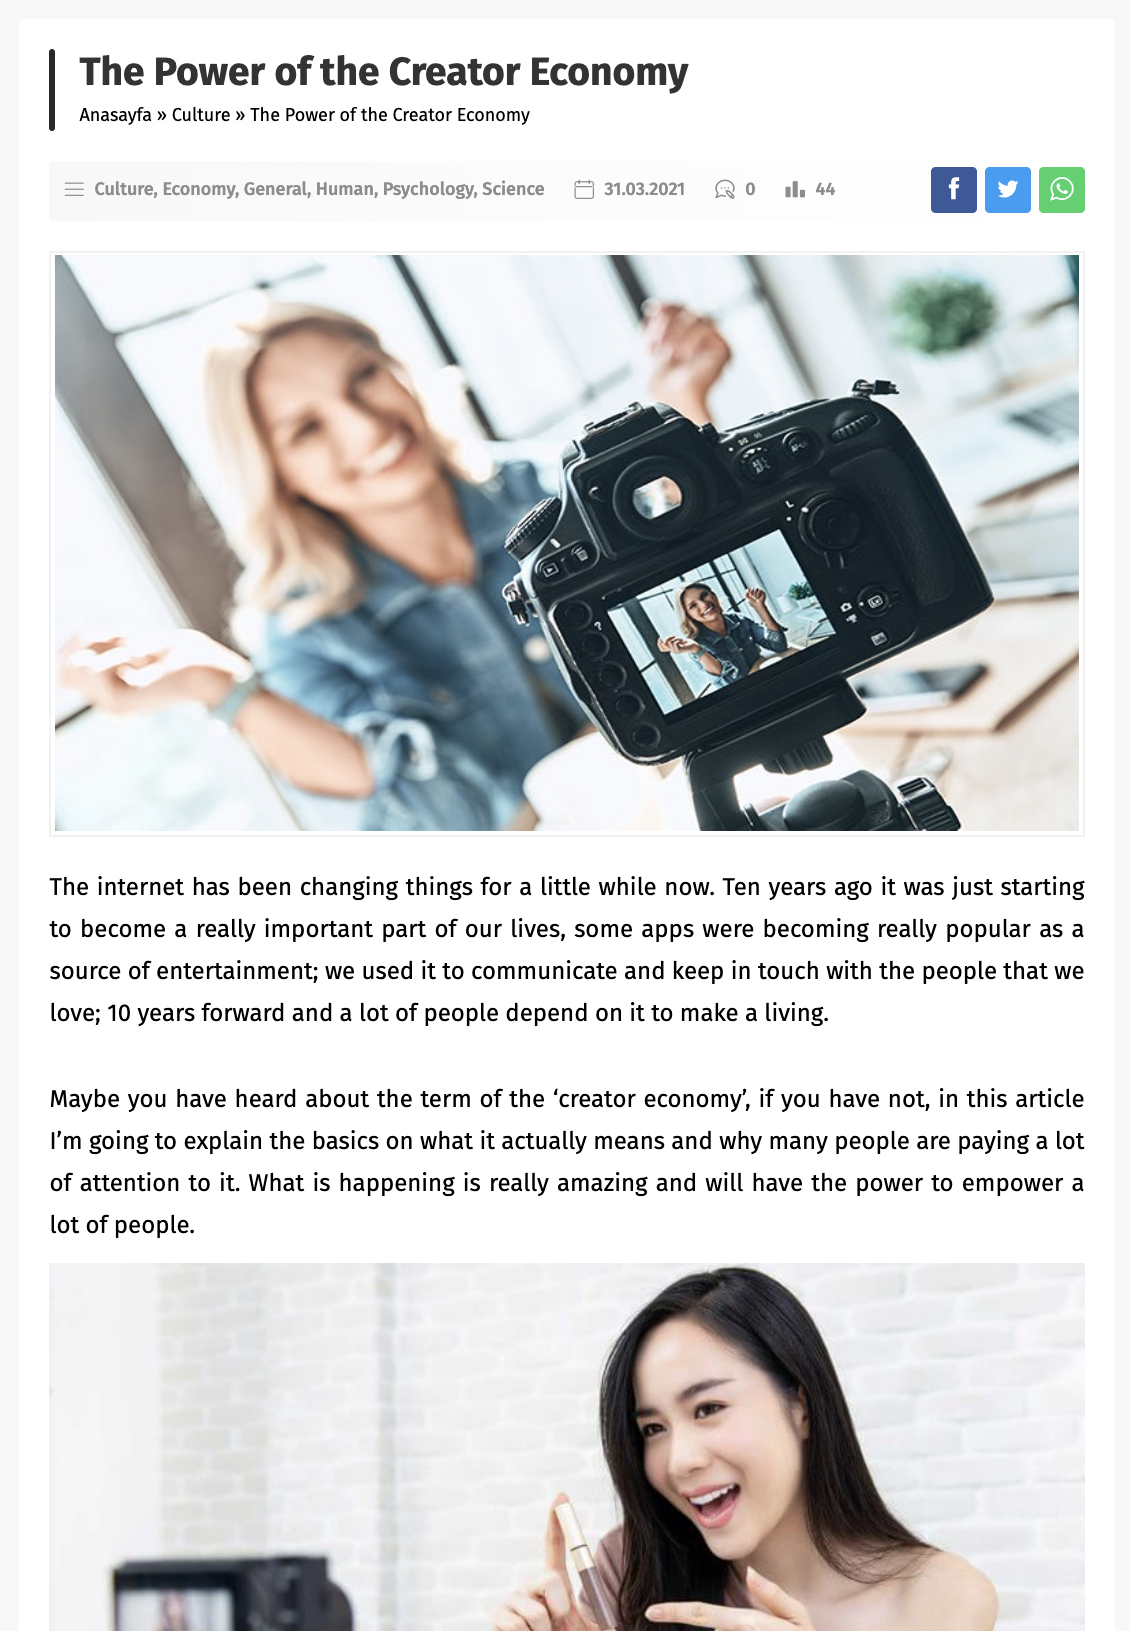 The Power of the Creator Economy
Anasayfa » Culture » The Power of the Creator Economy
Culture, Economy, General, Human, Psychology, Science 31.03.2021 0 44
The internet has been changing things for a little while now. Ten years ago it was just starting
to become a really important part of our lives, some apps were becoming really popular as a
source of entertainment; we used it to communicate and keep in touch with the people that we
love; 10 years forward and a lot of people depend on it to make a living.
Maybe you have heard about the term of the ‘creator economy’, if you have not, in this article
I’m going to explain the basics on what it actually means and why many people are paying a lot
of attention to it. What is happening is really amazing and will have the power to empower a
lot of people.